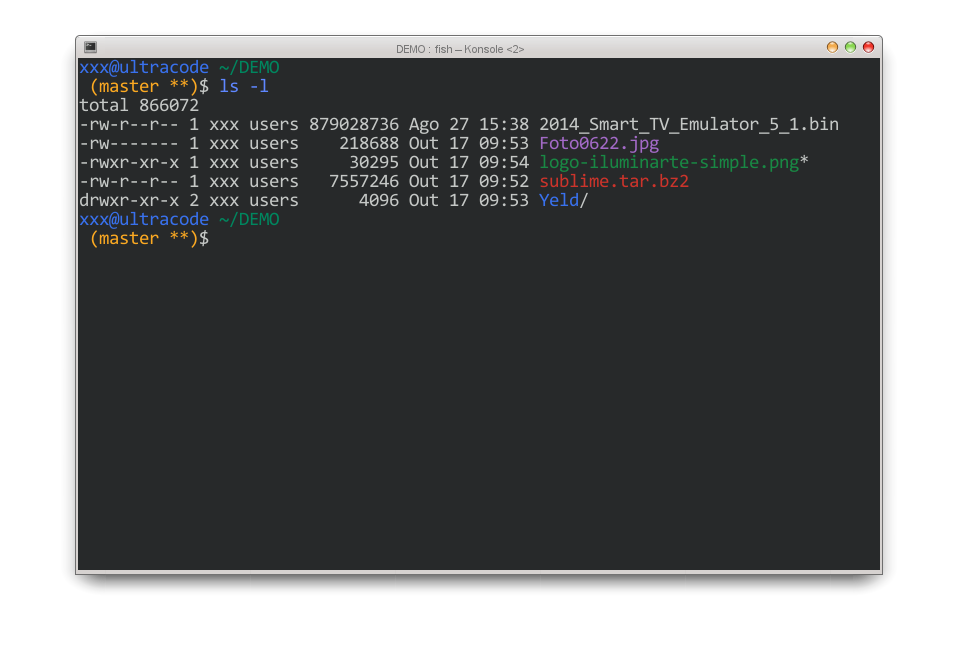 DEMO : fish – Konsole <2>
xxx@ultracode ~/DEMO
(master **)$ ls -l
total 866072
-rw-r--r-- 1 xxx users 879028736 Ago 27 15:38 2014_Smart_TV_Emulator_5_1.bin
-rw------- 1 xxx users    218688 Out 17 09:53 Foto0622.jpg
-rwxr-xr-x 1 xxx users     30295 Out 17 09:54 logo-iluminarte-simple.png*
-rw-r--r-- 1 xxx users   7557246 Out 17 09:52 sublime.tar.bz2
drwxr-xr-x 2 xxx users      4096 Out 17 09:53 Yeld/
xxx@ultracode ~/DEMO
(master **)$